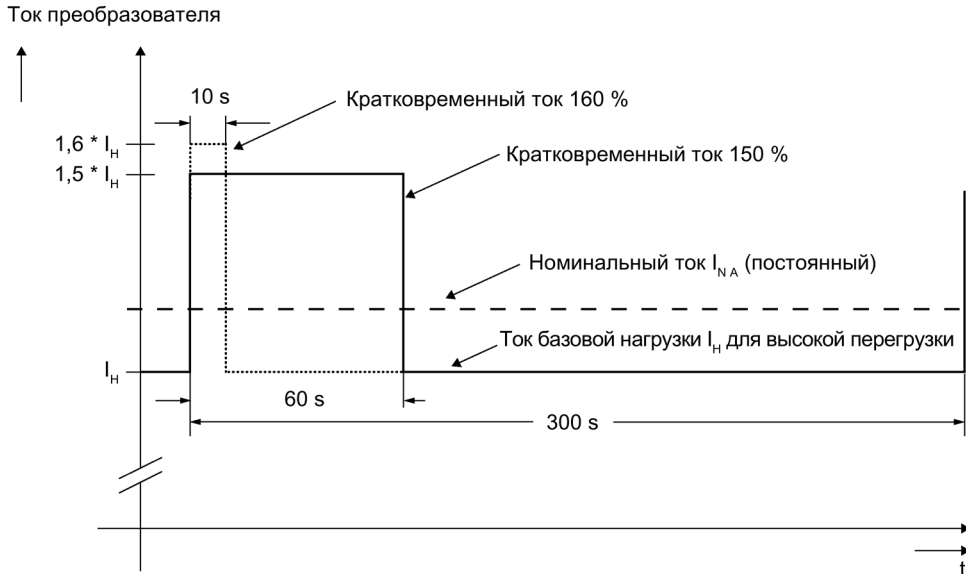 Ток преобразователя
10 s
Кратковременный ток 160 %
1,6 * I_H
Кратковременный ток 150 %
1,5 * I_H
Номинальный ток I_N A (постоянный)
Ток базовой нагрузки I_H для высокой перегрузки
I_H
60 s
300 s
t